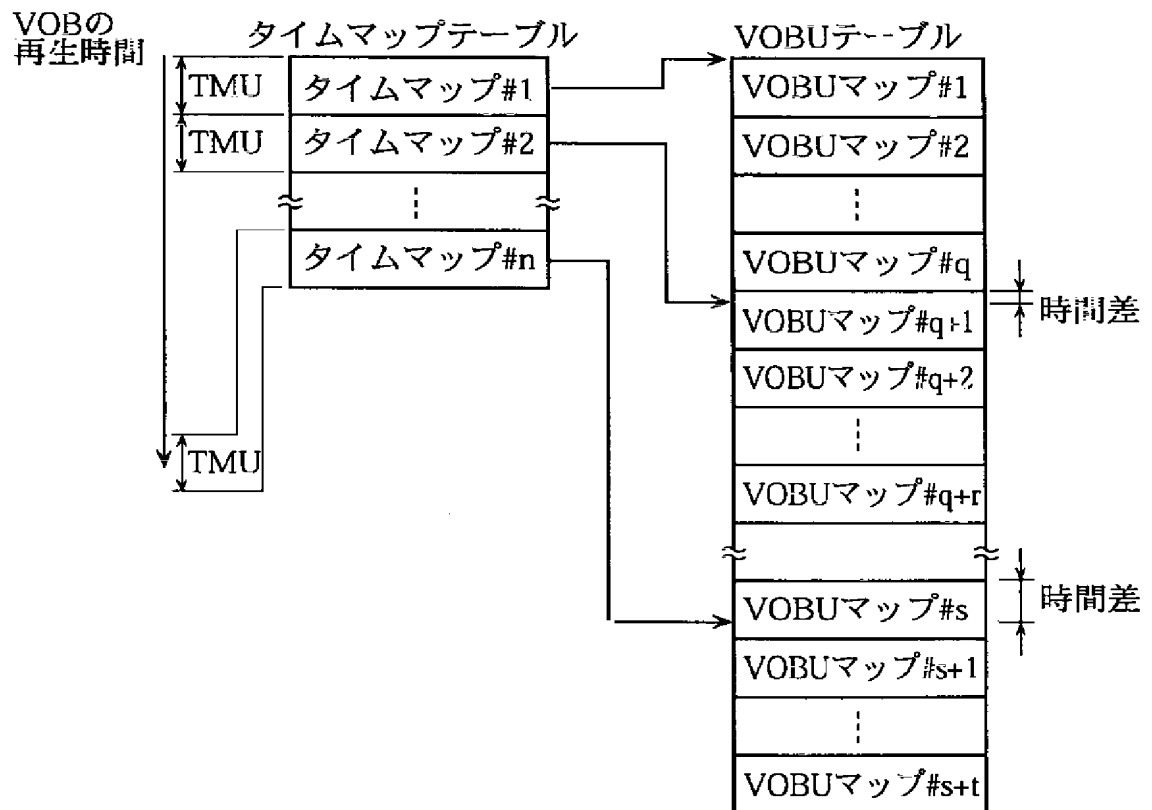 VOBの
再生時間
タイムマップテーブル
TMU
タイムマップ#1
TMU
タイムマップ#2
タイムマップ#n
TMU
VOBUテーブル
VOBUマップ#1
VOBUマップ#2
VOBUマップ#q
VOBUマップ#q+1
時間差
VOBUマップ#q+2
VOBUマップ#q+r
VOBUマップ#s
時間差
VOBUマップ#s+1
VOBUマップ#s+t